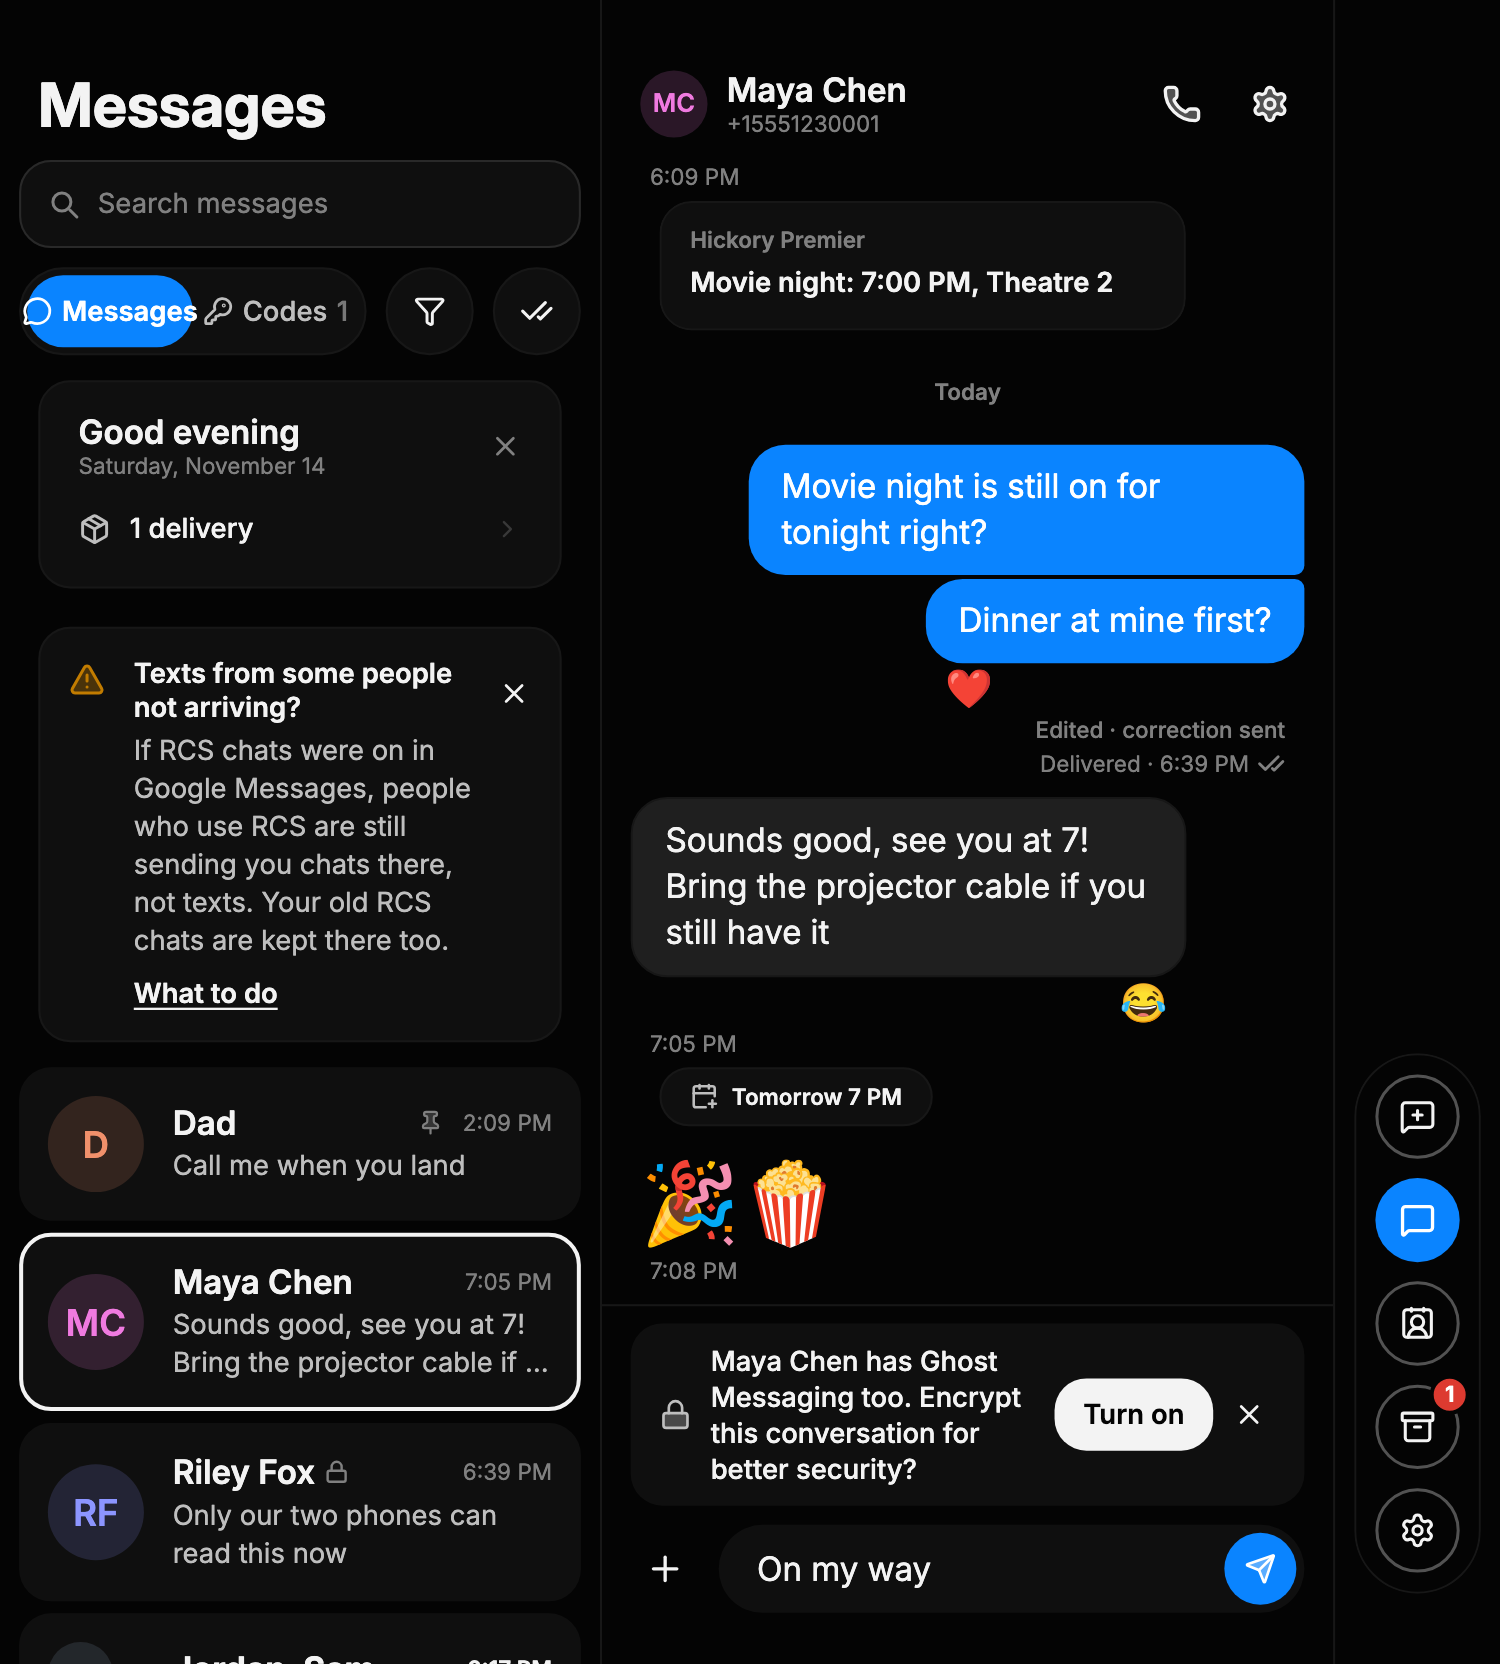 Messages
Search messages
Messages
Codes 1
Good evening
Saturday, November 14
1 delivery
Texts from some people
not arriving?
If RCS chats were on in
Google Messages, people
who use RCS are still
sending you chats there,
not texts. Your old RCS
chats are kept there too.
What to do
D
Dad
2:09 PM
Call me when you land
MC
Maya Chen
7:05 PM
Sounds good, see you at 7!
Bring the projector cable if ...
RF
Riley Fox
6:39 PM
Only our two phones can
read this now
MC
Maya Chen
+15551230001
6:09 PM
Hickory Premier
Movie night: 7:00 PM, Theatre 2
Today
Movie night is still on for
tonight right?
Dinner at mine first?
❤️
Edited · correction sent
Delivered · 6:39 PM
Sounds good, see you at 7!
Bring the projector cable if you
still have it
😂
7:05 PM
Tomorrow 7 PM
🎉🍿
7:08 PM
Maya Chen has Ghost
Messaging too. Encrypt
this conversation for
better security?
Turn on
On my way
1